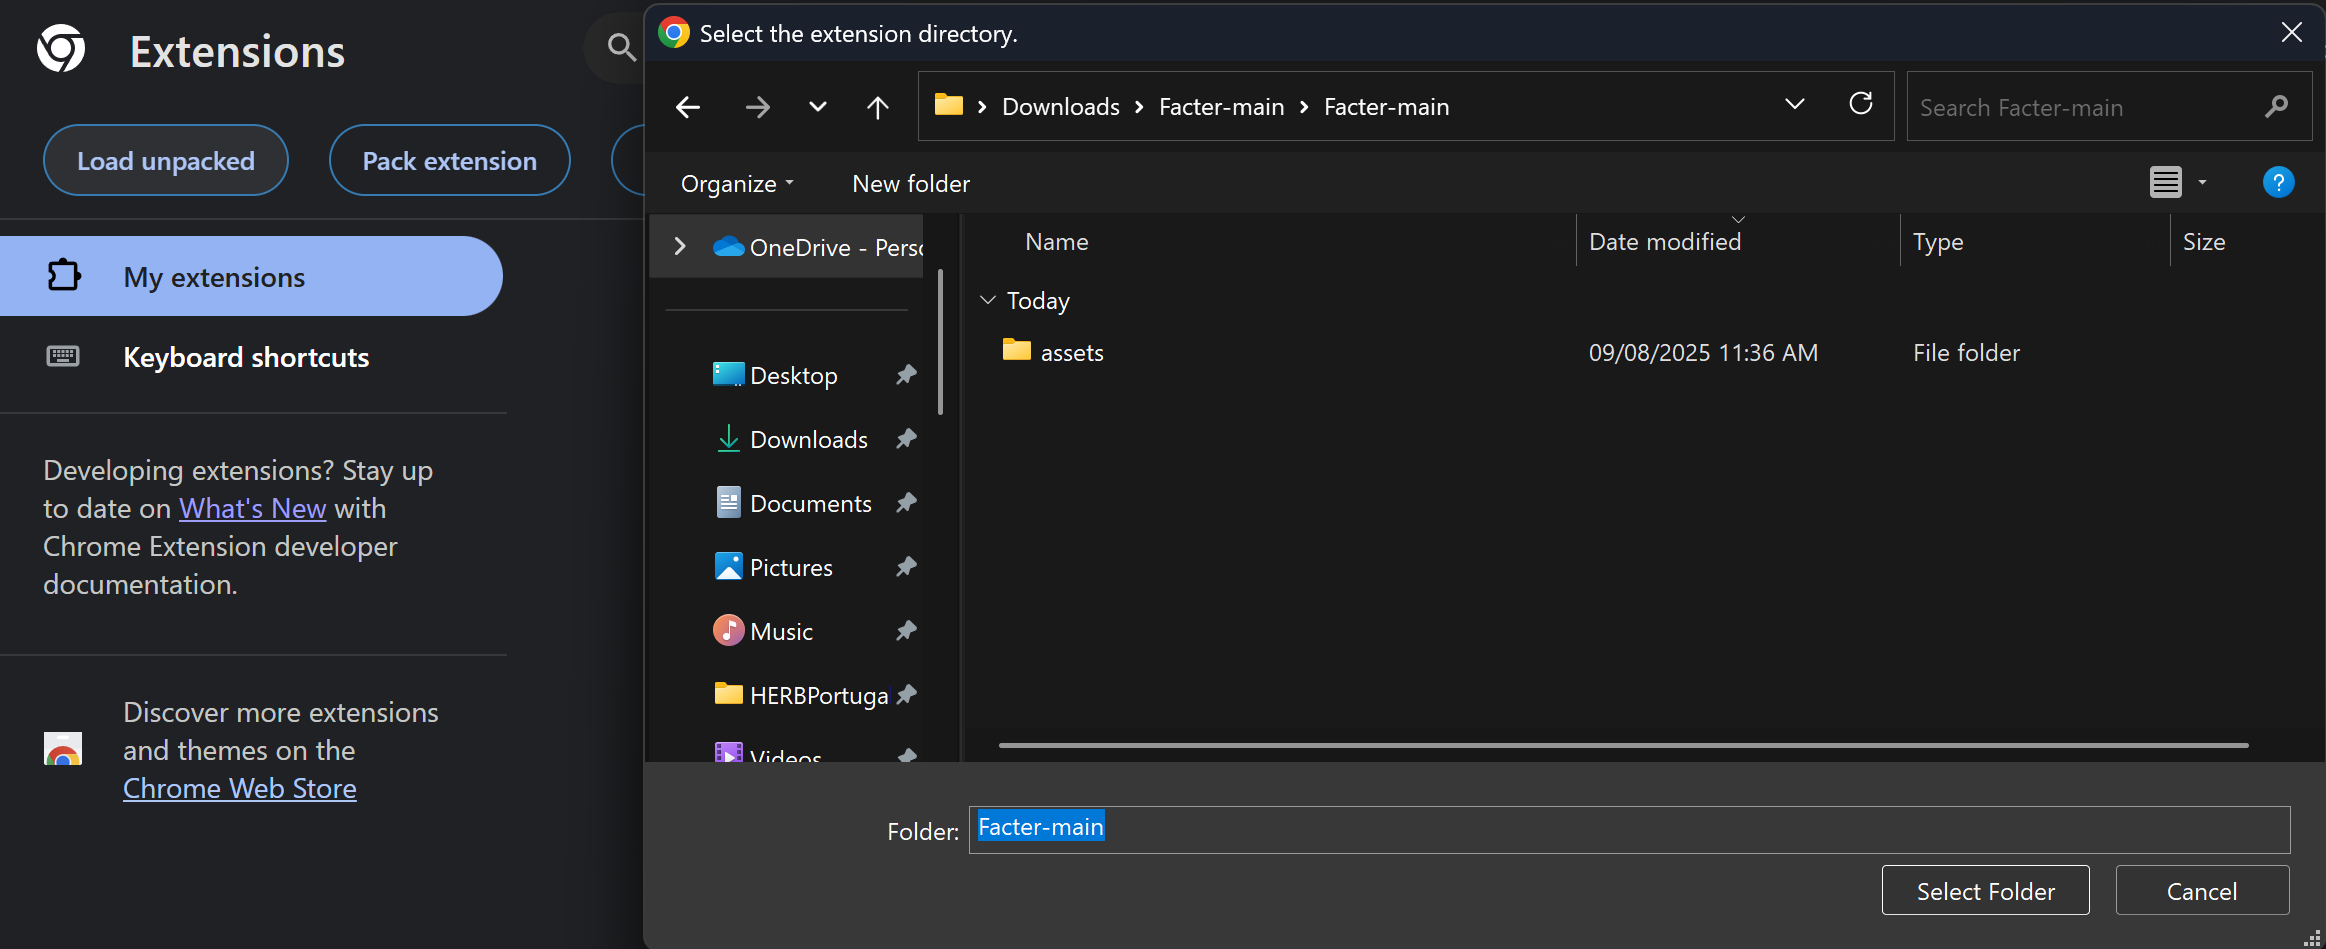 Extensions
Load unpacked
Pack extension
My extensions
Keyboard shortcuts
Developing extensions? Stay up
to date on What's New with
Chrome Extension developer
documentation.
Discover more extensions
and themes on the
Chrome Web Store
Select the extension directory.
Downloads › Facter-main › Facter-main
Search Facter-main
Organize
New folder
?
OneDrive - Perso
Desktop
Downloads
Documents
Pictures
Music
HERBPortugal
Videos
Name
Date modified
Type
Size
Today
assets
09/08/2025 11:36 AM
File folder
Folder:
Facter-main
Select Folder
Cancel